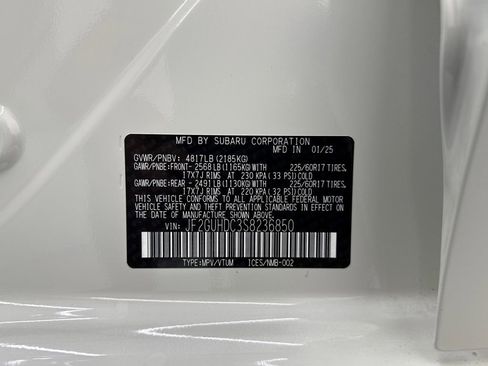 MFD BY SUBARU CORPORATION
MFD IN 01/25
GVWR/PNBV: 4817LB (2185KG)
GAWR/PNBE:FRONT- 2568LB(1165KG)WITH 225/60R17 TIRES,
17X7J RIMS AT 230 KPA(33 PSI)COLD
GAWR/PNBE:REAR - 2491LB(1130KG)WITH 225/60R17 TIRES,
17X7J RIMS AT 220 KPA(32 PSI)COLD
THIS VEHICLE CONFORMS TO ALL APPLICABLE FEDERAL MOTOR
VEHICLE SAFETY AND THEFT PREVENTION STANDARDS IN EFFECT
ON THE DATE OF MANUFACTURE SHOWN ABOVE.
VIN: JF2GUHDC3S8236850
TYPE:MPV/VTUM ICES/NMB-002